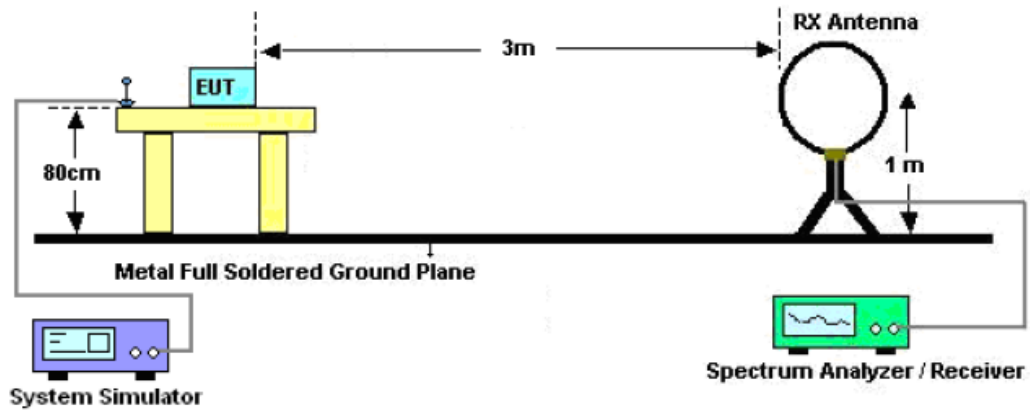 RX Antenna
3m
EUT
80cm
1 m
Metal Full Soldered Ground Plane
System Simulator
Spectrum Analyzer / Receiver